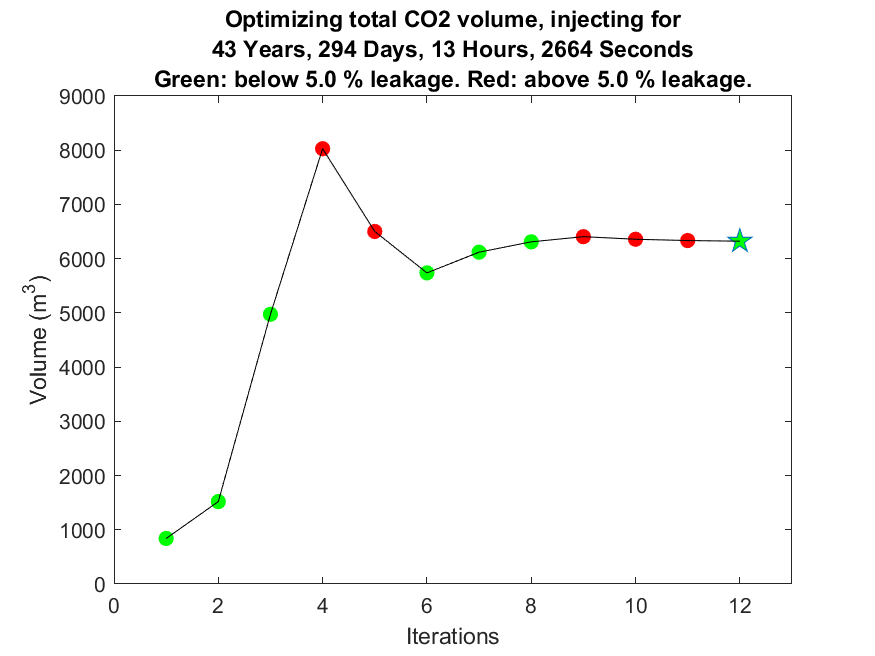 Optimizing total CO2 volume, injecting for
43 Years, 294 Days, 13 Hours, 2664 Seconds
Green: below 5.0 % leakage. Red: above 5.0 % leakage.
9000
8000
7000
6000
5000
4000
3000
2000
1000
0
Volume (m³)
0 2 4 6 8 10 12
Iterations